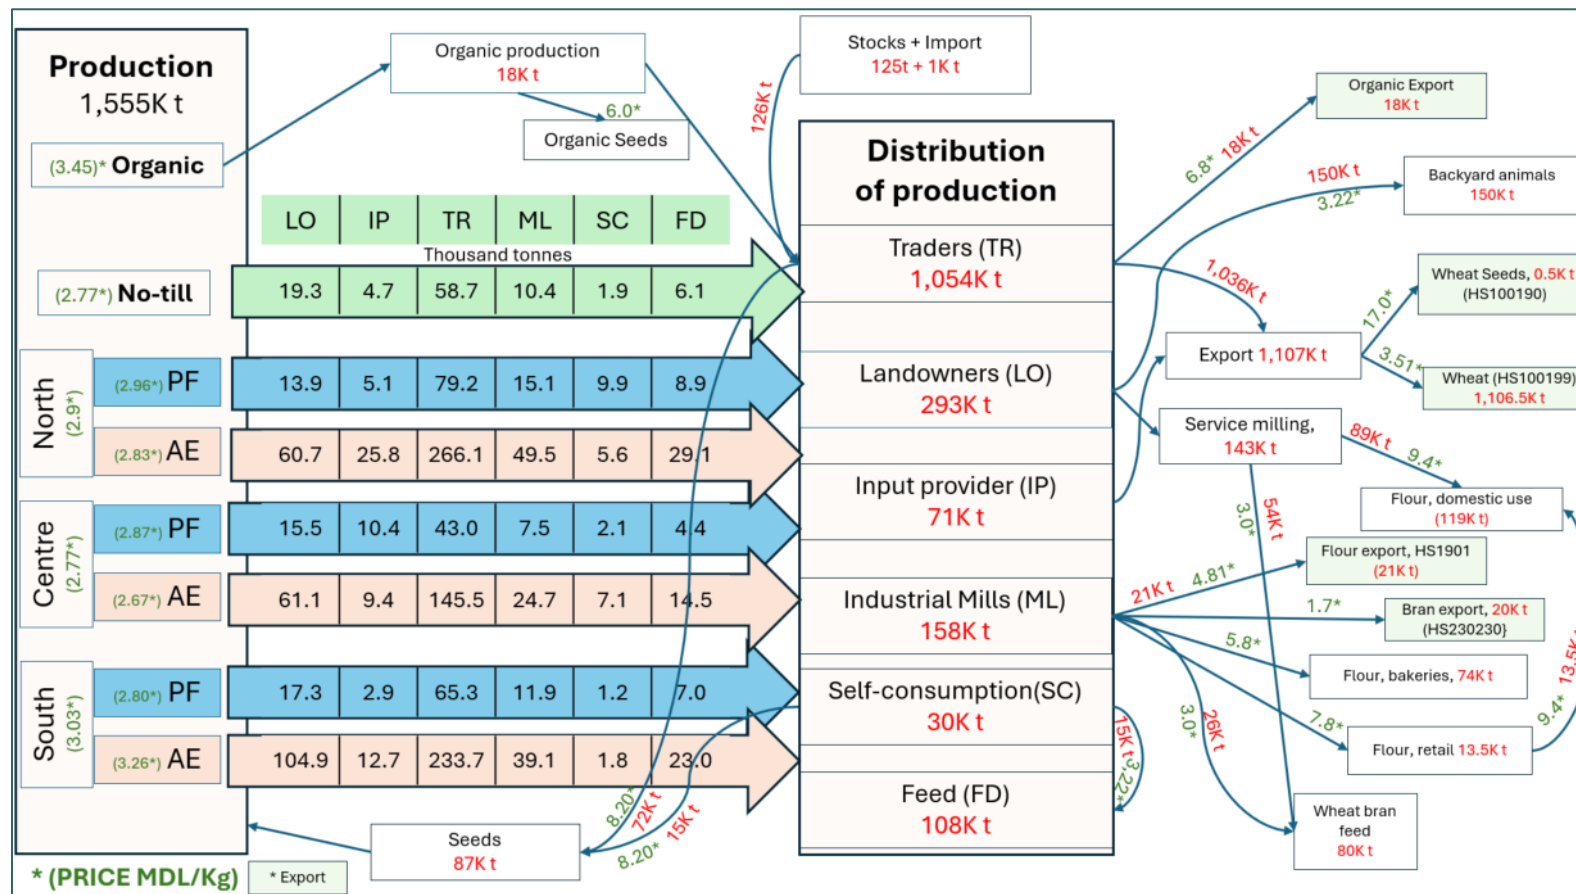 Production
1,555K t
(3.45)* Organic
(2.77*) No-till
North
(2.9*)
(2.96*) PF
(2.83*) AE
Centre
(2.77*)
(2.87*) PF
(2.67*) AE
South
(3.03*)
(2.80*) PF
(3.26*) AE
* (PRICE MDL/Kg)
* Export
Organic production
18K t
6.0*
Organic Seeds
Stocks + Import
125t + 1K t
126K t
LO IP TR ML SC FD
Thousand tonnes
19.3 4.7 58.7 10.4 1.9 6.1
13.9 5.1 79.2 15.1 9.9 8.9
60.7 25.8 266.1 49.5 5.6 29.1
15.5 10.4 43.0 7.5 2.1 4.4
61.1 9.4 145.5 24.7 7.1 14.5
17.3 2.9 65.3 11.9 1.2 7.0
104.9 12.7 233.7 39.1 1.8 23.0
8.20*
72K t
15K t
8.20*
Seeds
87K t
Distribution
of production
Traders (TR)
1,054K t
Landowners (LO)
293K t
Input provider (IP)
71K t
Industrial Mills (ML)
158K t
Self-consumption(SC)
30K t
Feed (FD)
108K t
15K t
3,22*
6.8* 18K t
Organic Export
18K t
150K t
3.22*
Backyard animals
150K t
1,036K t
Export 1,107K t
17.0*
Wheat Seeds, 0.5K t
(HS100190)
3.51*
Wheat (HS100199)
1,106.5K t
Service milling,
143K t
89K t
9.4*
Flour, domestic use
(119K t)
54K t
3.0*
21K t 4.81*
Flour export, HS1901
(21K t)
1.7*
Bran export, 20K t
(HS230230}
5.8*
Flour, bakeries, 74K t
7.8*
Flour, retail 13.5K t
9.4* 13.5K t
26K t
3.0*
Wheat bran
feed
80K t